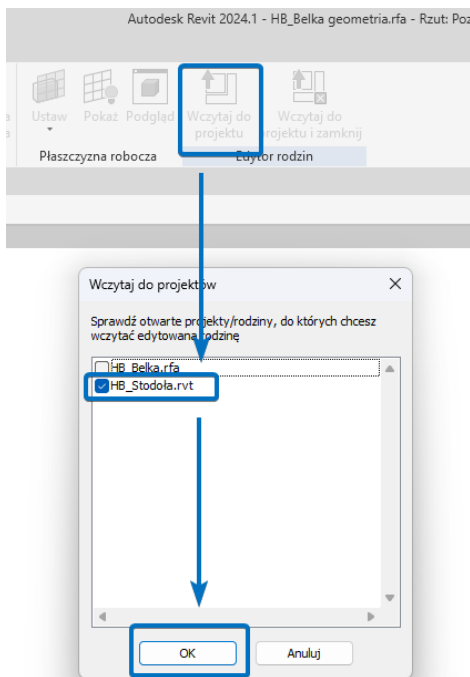 Autodesk Revit 2024.1 - HB_Belka geometria.rfa - Rzut: Poz
Ustaw Pokaż Podgląd Wczytaj do Wczytaj do
projektu projektu i zamknij
Płaszczyzna robocza Edytor rodzin
Wczytaj do projektów
Sprawdź otwarte projekty/rodziny, do których chcesz
wczytać edytowaną rodzinę
HB_Belka.rfa
HB_Stodoła.rvt
OK Anuluj